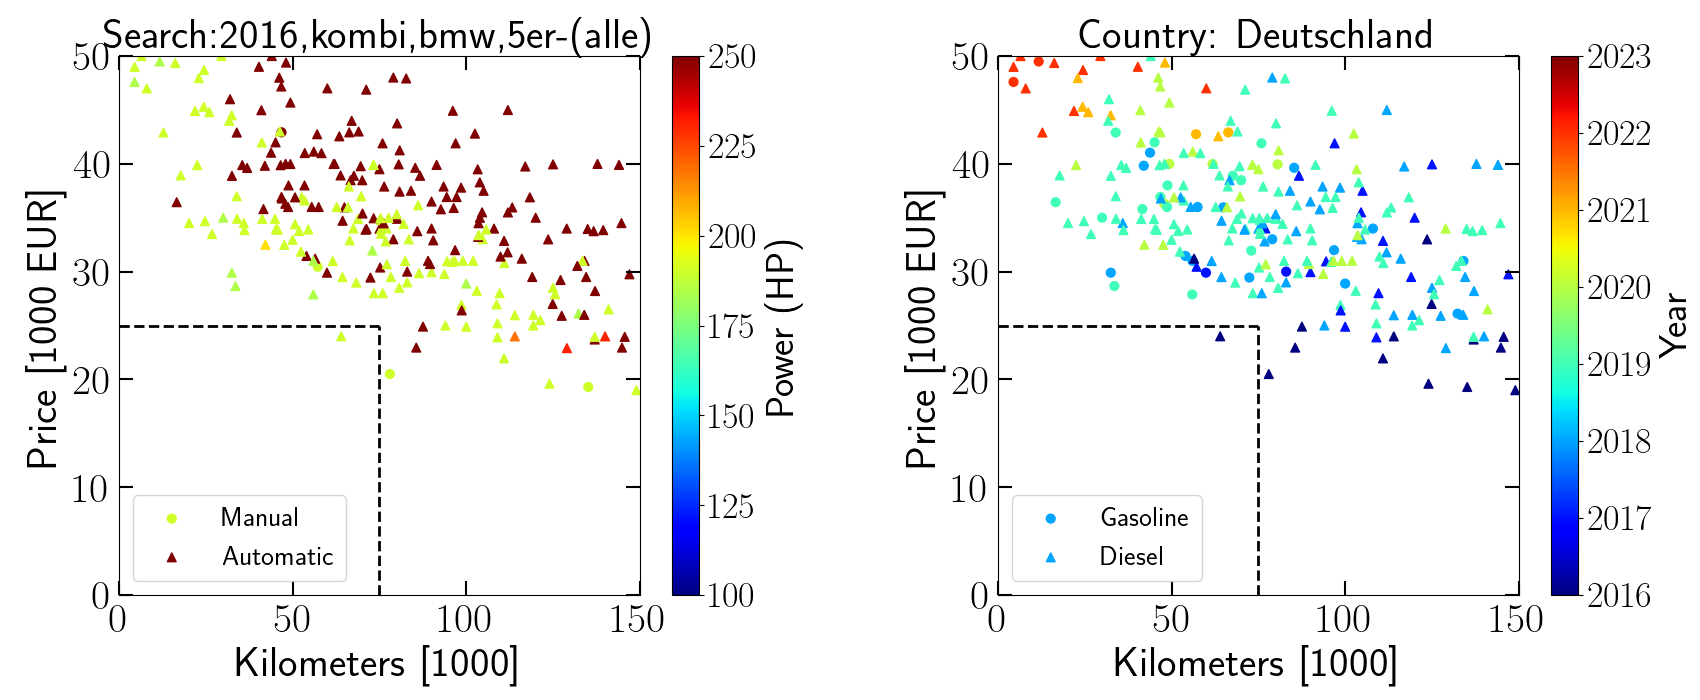 Search:2016,kombi,bmw,5er-(alle)
Price [1000 EUR]
50
40
30
20
10
0
0 50 100 150
Kilometers [1000]
Manual
Automatic
250
225
200
175
150
125
100
Power (HP)
Country: Deutschland
Price [1000 EUR]
50
40
30
20
10
0
0 50 100 150
Kilometers [1000]
Gasoline
Diesel
2023
2022
2021
2020
2019
2018
2017
2016
Year